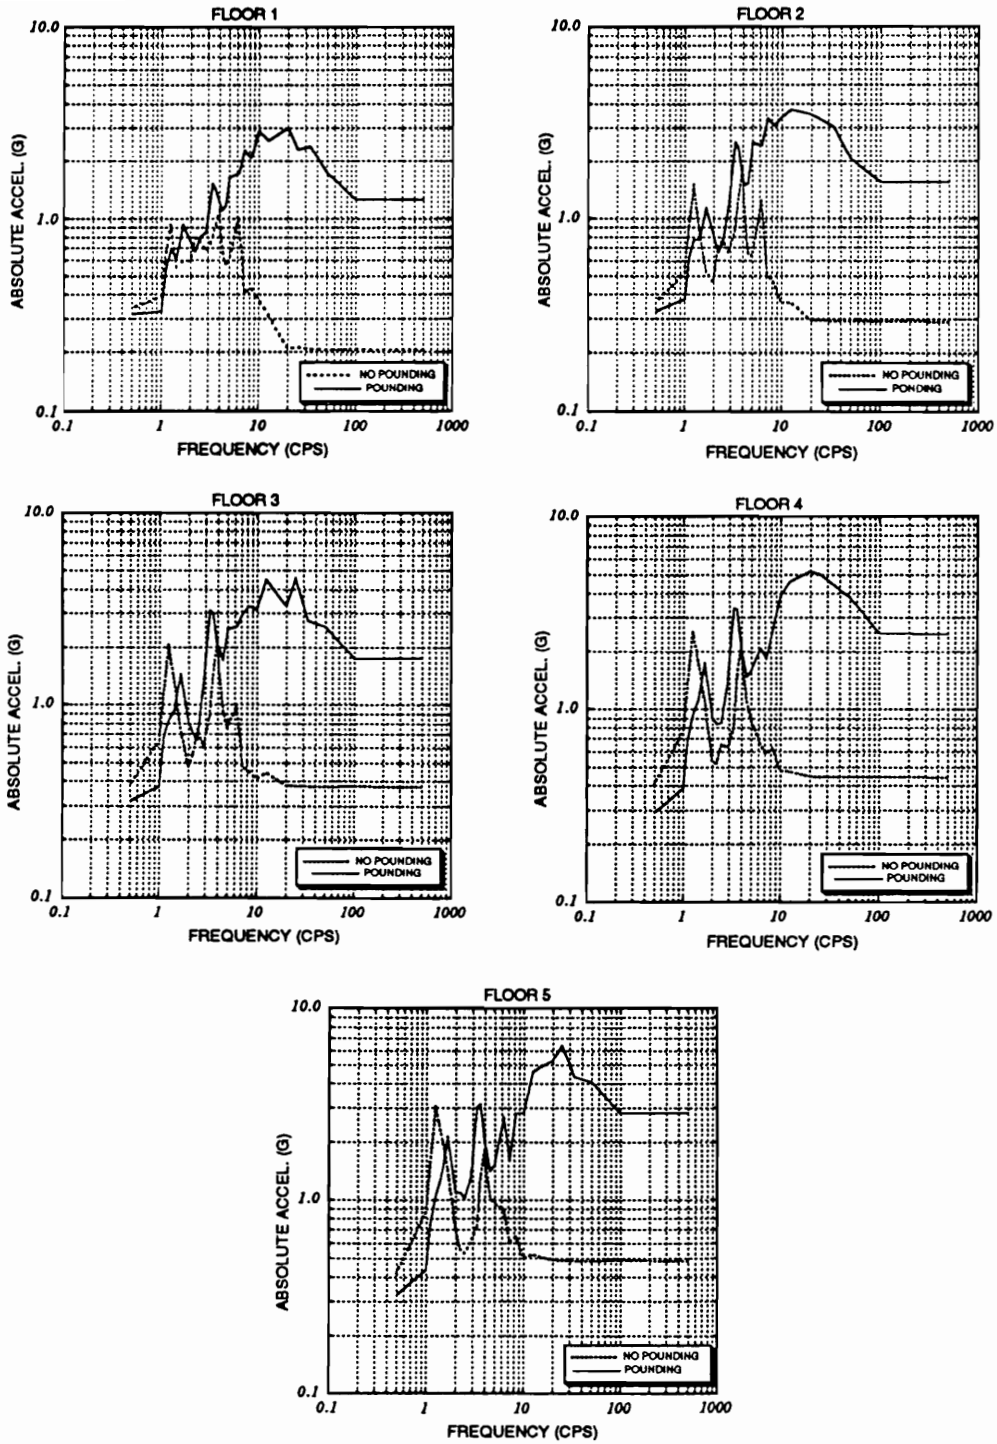 FLOOR 1
10.0
1.0
0.1
ABSOLUTE ACCEL. (G)
NO POUNDING
POUNDING
0.1 1 10 100 1000
FREQUENCY (CPS)
FLOOR 2
10.0
1.0
0.1
ABSOLUTE ACCEL. (G)
NO POUNDING
PONDING
0.1 1 10 100 1000
FREQUENCY (CPS)
FLOOR 3
10.0
1.0
0.1
ABSOLUTE ACCEL. (G)
NO POUNDING
POUNDING
0.1 1 10 100 1000
FREQUENCY (CPS)
FLOOR 4
10.0
1.0
0.1
ABSOLUTE ACCEL. (G)
NO POUNDING
POUNDING
0.1 1 10 100 1000
FREQUENCY (CPS)
FLOOR 5
10.0
1.0
0.1
ABSOLUTE ACCEL. (G)
NO POUNDING
POUNDING
0.1 1 10 100 1000
FREQUENCY (CPS)